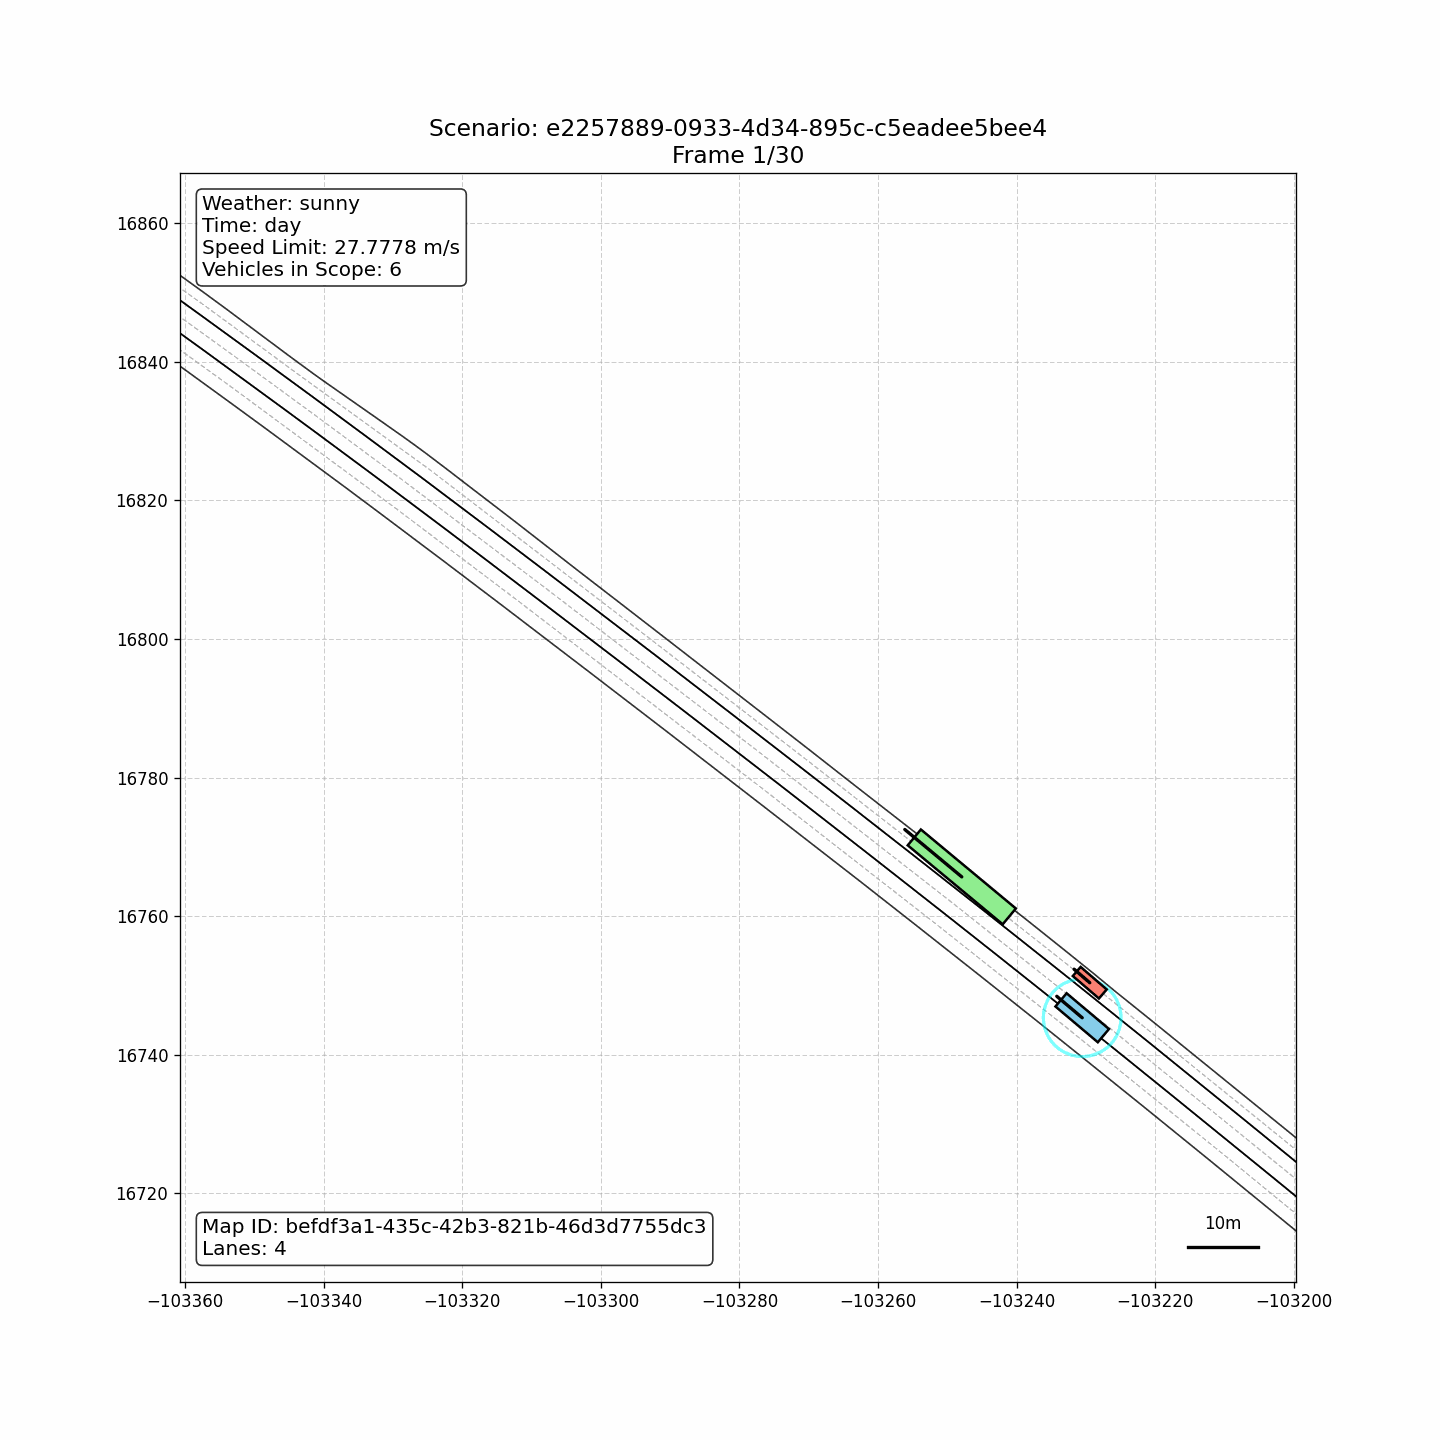 Scenario: e2257889-0933-4d34-895c-c5eadee5bee4
Frame 1/30
Weather: sunny
Time: day
Speed Limit: 27.7778 m/s
Vehicles in Scope: 6
16860
16840
16820
16800
16780
16760
16740
16720
10m
Map ID: befdf3a1-435c-42b3-821b-46d3d7755dc3
Lanes: 4
−103360 −103340 −103320 −103300 −103280 −103260 −103240 −103220 −103200